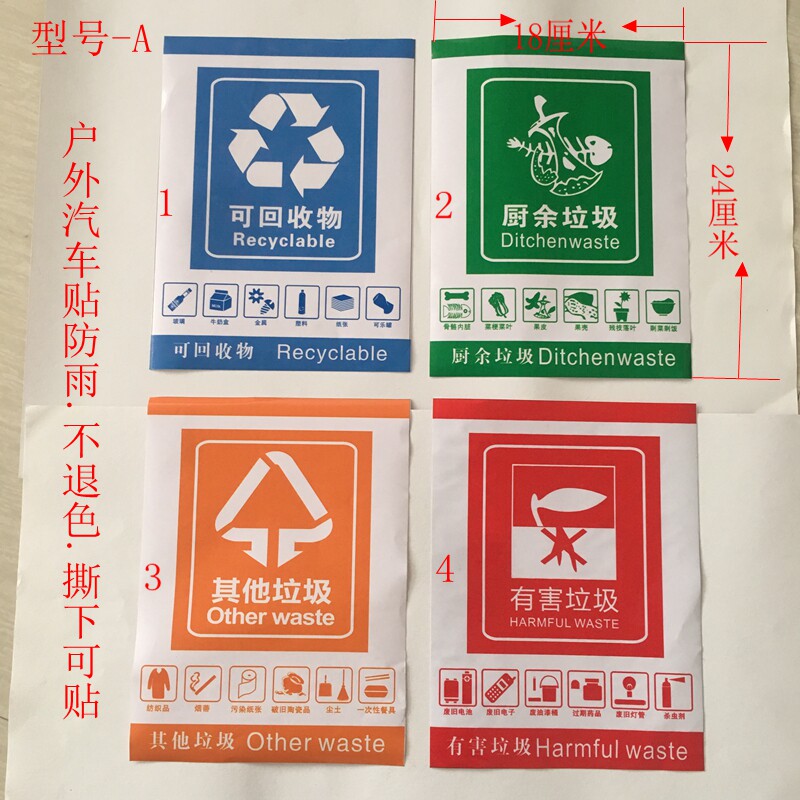 型号-A
18厘米
24厘米
户外汽车贴防雨.不退色.撕下可贴
1
可回收物
Recyclable
玻璃 牛奶盒 金属 塑料 纸张 可乐罐
可回收物 Recyclable
2
厨余垃圾
Ditchenwaste
骨骼内脏 菜梗菜叶 果皮 果壳 残枝落叶 剩菜剩饭
厨余垃圾 Ditchenwaste
3
其他垃圾
Other waste
纺织品 烟蒂 污染纸张 破旧陶瓷品 尘土 一次性餐具
其他垃圾 Other waste
4
有害垃圾
HARMFUL WASTE
废旧电池 废旧电子 废油漆桶 过期药品 废旧灯管 杀虫剂
有害垃圾 Harmful waste